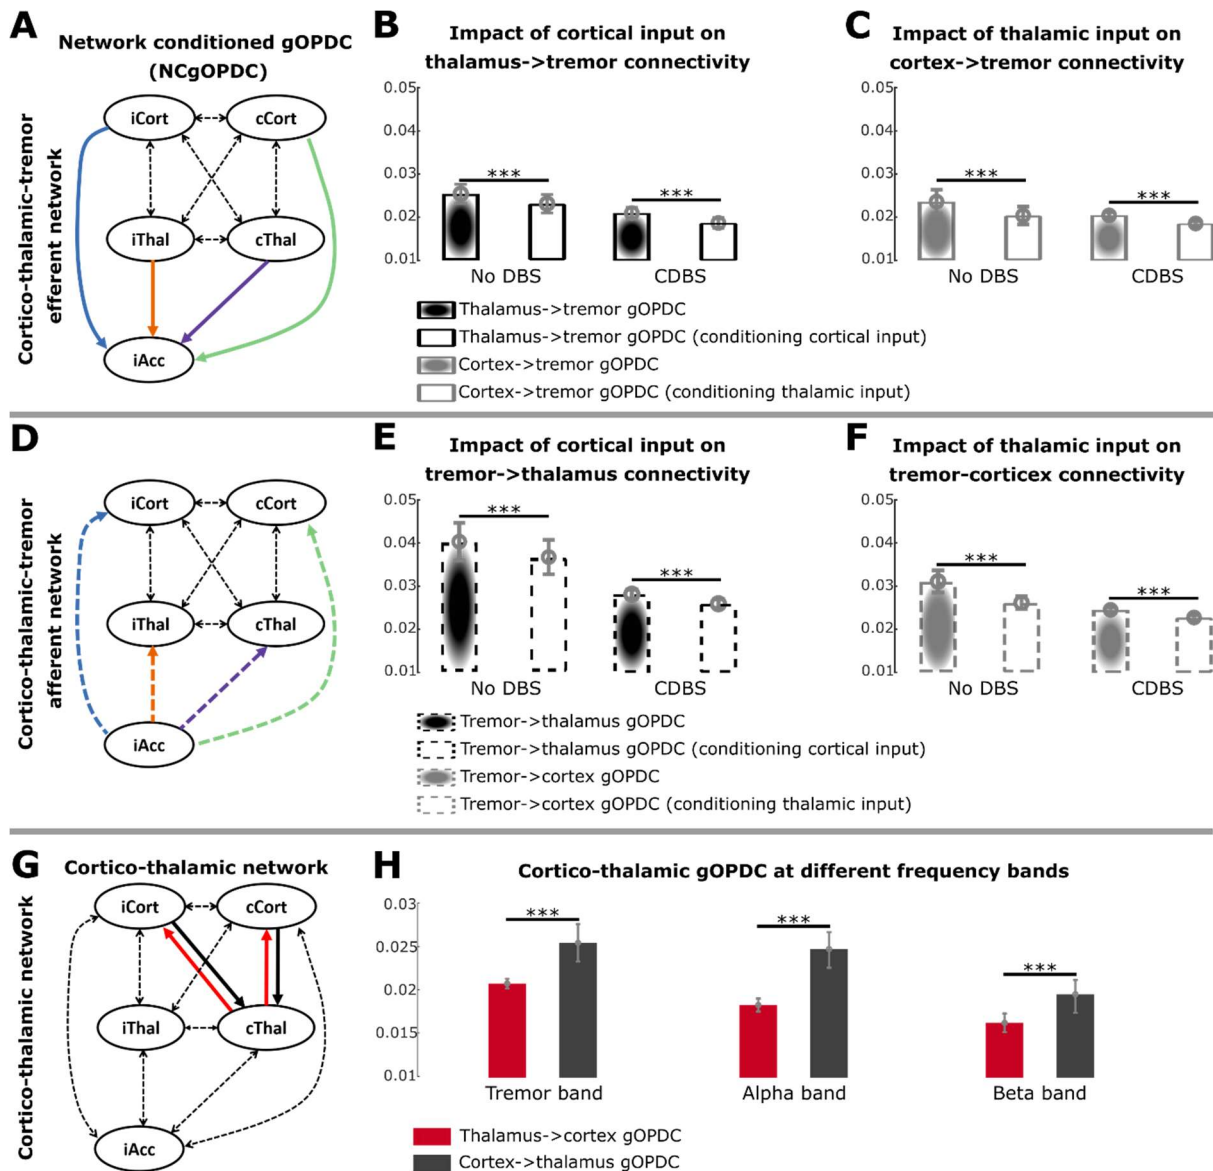 A
Network conditioned gOPDC
(NCgOPDC)
Cortico-thalamic-tremor
efferent network
iCort
cCort
iThal
cThal
iAcc
B
Impact of cortical input on
thalamus->tremor connectivity
0.05
0.04
0.03
0.02
0.01
***
***
No DBS
CDBS
C
Impact of thalamic input on
cortex->tremor connectivity
0.05
0.04
0.03
0.02
0.01
***
***
No DBS
CDBS
Thalamus->tremor gOPDC
Thalamus->tremor gOPDC (conditioning cortical input)
Cortex->tremor gOPDC
Cortex->tremor gOPDC (conditioning thalamic input)
D
Cortico-thalamic-tremor
afferent network
iCort
cCort
iThal
cThal
iAcc
E
Impact of cortical input on
tremor->thalamus connectivity
0.05
0.04
0.03
0.02
0.01
***
***
No DBS
CDBS
F
Impact of thalamic input on
tremor-corticex connectivity
0.05
0.04
0.03
0.02
0.01
***
***
No DBS
CDBS
Tremor->thalamus gOPDC
Tremor->thalamus gOPDC (conditioning cortical input)
Tremor->cortex gOPDC
Tremor->cortex gOPDC (conditioning thalamic input)
G
Cortico-thalamic network
Cortico-thalamic network
iCort
cCort
iThal
cThal
iAcc
H
Cortico-thalamic gOPDC at different frequency bands
0.03
0.025
0.02
0.015
0.01
***
***
***
Tremor band
Alpha band
Beta band
Thalamus->cortex gOPDC
Cortex->thalamus gOPDC